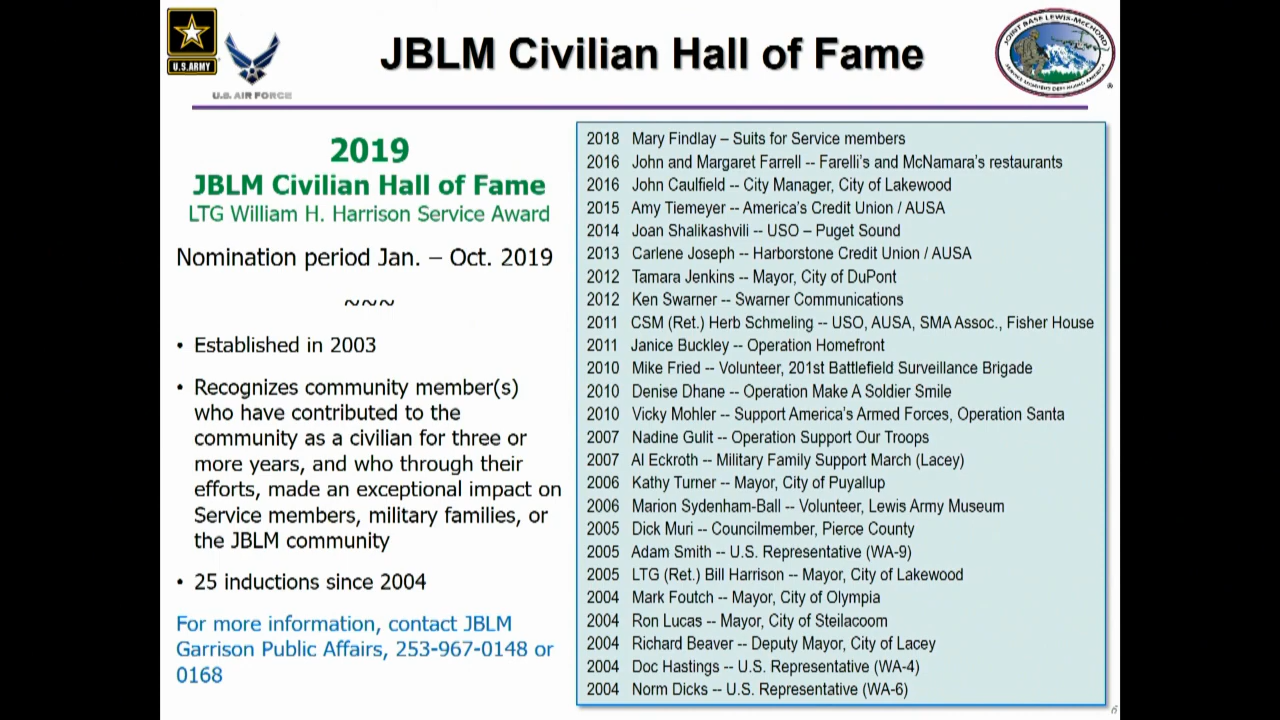 U.S.ARMY
U.S. AIR FORCE
JBLM Civilian Hall of Fame
JOINT BASE LEWIS-McCHORD
2019
JBLM Civilian Hall of Fame
LTG William H. Harrison Service Award
Nomination period Jan. – Oct. 2019
~~~
• Established in 2003
• Recognizes community member(s)
who have contributed to the
community as a civilian for three or
more years, and who through their
efforts, made an exceptional impact on
Service members, military families, or
the JBLM community
• 25 inductions since 2004
For more information, contact JBLM
Garrison Public Affairs, 253-967-0148 or
0168
2018 Mary Findlay – Suits for Service members
2016 John and Margaret Farrell -- Farelli's and McNamara's restaurants
2016 John Caulfield -- City Manager, City of Lakewood
2015 Amy Tiemeyer -- America's Credit Union / AUSA
2014 Joan Shalikashvili -- USO – Puget Sound
2013 Carlene Joseph -- Harborstone Credit Union / AUSA
2012 Tamara Jenkins -- Mayor, City of DuPont
2012 Ken Swarner -- Swarner Communications
2011 CSM (Ret.) Herb Schmeling -- USO, AUSA, SMA Assoc., Fisher House
2011 Janice Buckley -- Operation Homefront
2010 Mike Fried -- Volunteer, 201st Battlefield Surveillance Brigade
2010 Denise Dhane -- Operation Make A Soldier Smile
2010 Vicky Mohler -- Support America's Armed Forces, Operation Santa
2007 Nadine Gulit -- Operation Support Our Troops
2007 Al Eckroth -- Military Family Support March (Lacey)
2006 Kathy Turner -- Mayor, City of Puyallup
2006 Marion Sydenham-Ball -- Volunteer, Lewis Army Museum
2005 Dick Muri -- Councilmember, Pierce County
2005 Adam Smith -- U.S. Representative (WA-9)
2005 LTG (Ret.) Bill Harrison -- Mayor, City of Lakewood
2004 Mark Foutch -- Mayor, City of Olympia
2004 Ron Lucas -- Mayor, City of Steilacoom
2004 Richard Beaver -- Deputy Mayor, City of Lacey
2004 Doc Hastings -- U.S. Representative (WA-4)
2004 Norm Dicks -- U.S. Representative (WA-6)
6